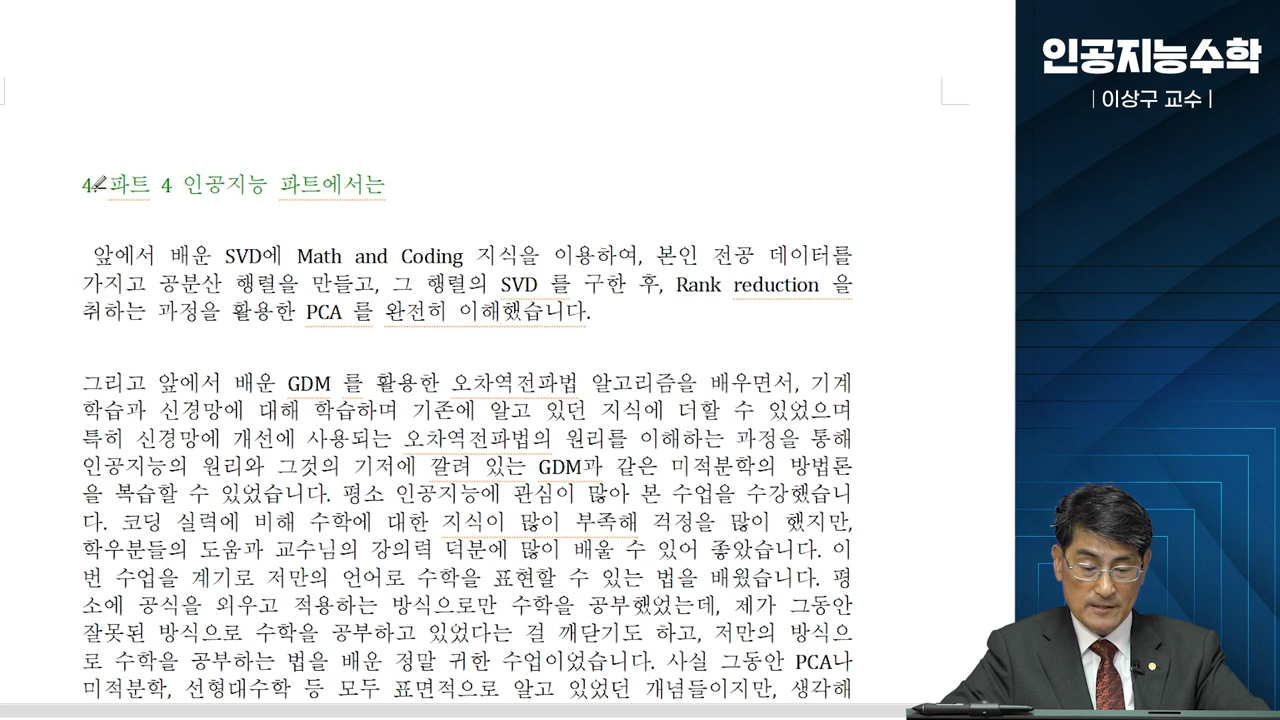 인공지능수학
| 이상구 교수 |
4. 파트 4 인공지능 파트에서는
앞에서 배운 SVD에 Math and Coding 지식을 이용하여, 본인 전공 데이터를
가지고 공분산 행렬을 만들고, 그 행렬의 SVD 를 구한 후, Rank reduction 을
취하는 과정을 활용한 PCA 를 완전히 이해했습니다.
그리고 앞에서 배운 GDM 를 활용한 오차역전파법 알고리즘을 배우면서, 기계
학습과 신경망에 대해 학습하며 기존에 알고 있던 지식에 더할 수 있었으며
특히 신경망에 개선에 사용되는 오차역전파법의 원리를 이해하는 과정을 통해
인공지능의 원리와 그것의 기저에 깔려 있는 GDM과 같은 미적분학의 방법론
을 복습할 수 있었습니다. 평소 인공지능에 관심이 많아 본 수업을 수강했습니
다. 코딩 실력에 비해 수학에 대한 지식이 많이 부족해 걱정을 많이 했지만,
학우분들의 도움과 교수님의 강의력 덕분에 많이 배울 수 있어 좋았습니다. 이
번 수업을 계기로 저만의 언어로 수학을 표현할 수 있는 법을 배웠습니다. 평
소에 공식을 외우고 적용하는 방식으로만 수학을 공부했었는데, 제가 그동안
잘못된 방식으로 수학을 공부하고 있었다는 걸 깨닫기도 하고, 저만의 방식으
로 수학을 공부하는 법을 배운 정말 귀한 수업이었습니다. 사실 그동안 PCA나
미적분학, 선형대수학 등 모두 표면적으로 알고 있었던 개념들이지만, 생각해